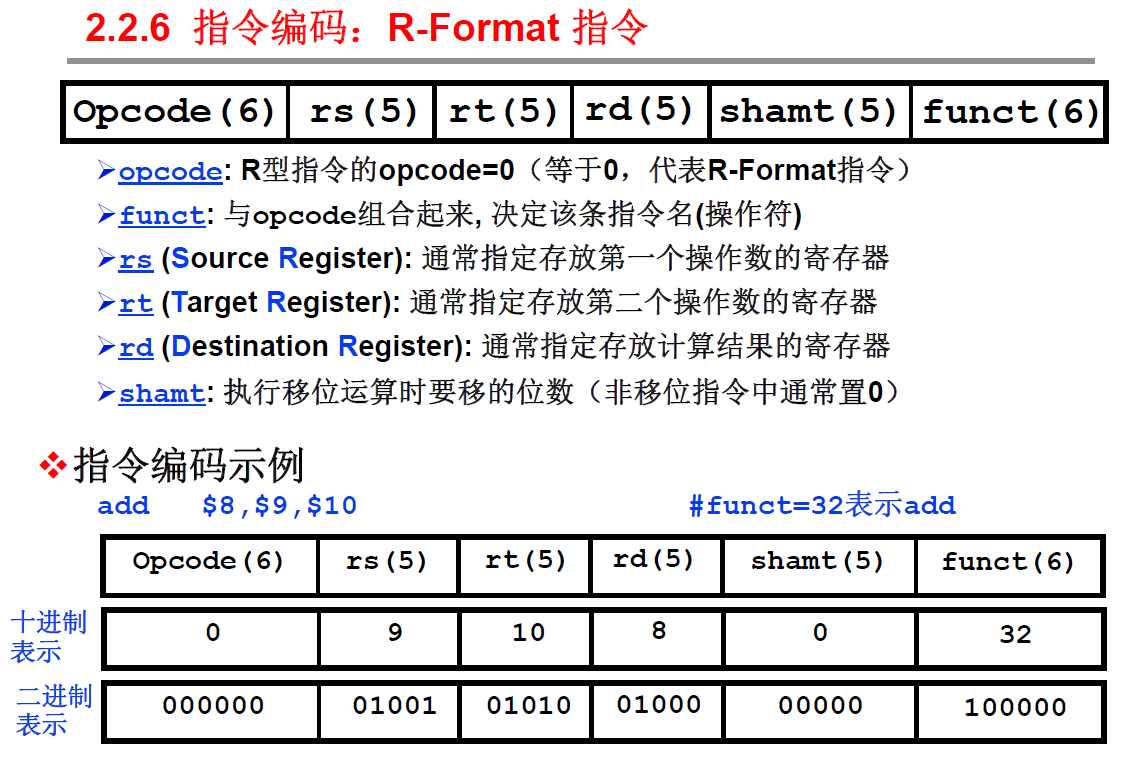 2.2.6 指令编码：R-Format 指令
Opcode(6) rs(5) rt(5) rd(5) shamt(5) funct(6)
➢opcode: R型指令的opcode=0（等于0，代表R-Format指令）
➢funct: 与opcode组合起来, 决定该条指令名(操作符)
➢rs (Source Register): 通常指定存放第一个操作数的寄存器
➢rt (Target Register): 通常指定存放第二个操作数的寄存器
➢rd (Destination Register): 通常指定存放计算结果的寄存器
➢shamt: 执行移位运算时要移的位数（非移位指令中通常置0）
❖指令编码示例
add $8,$9,$10 #funct=32表示add
Opcode(6) rs(5) rt(5) rd(5) shamt(5) funct(6)
十进制
表示
0 9 10 8 0 32
二进制
表示
000000 01001 01010 01000 00000 100000